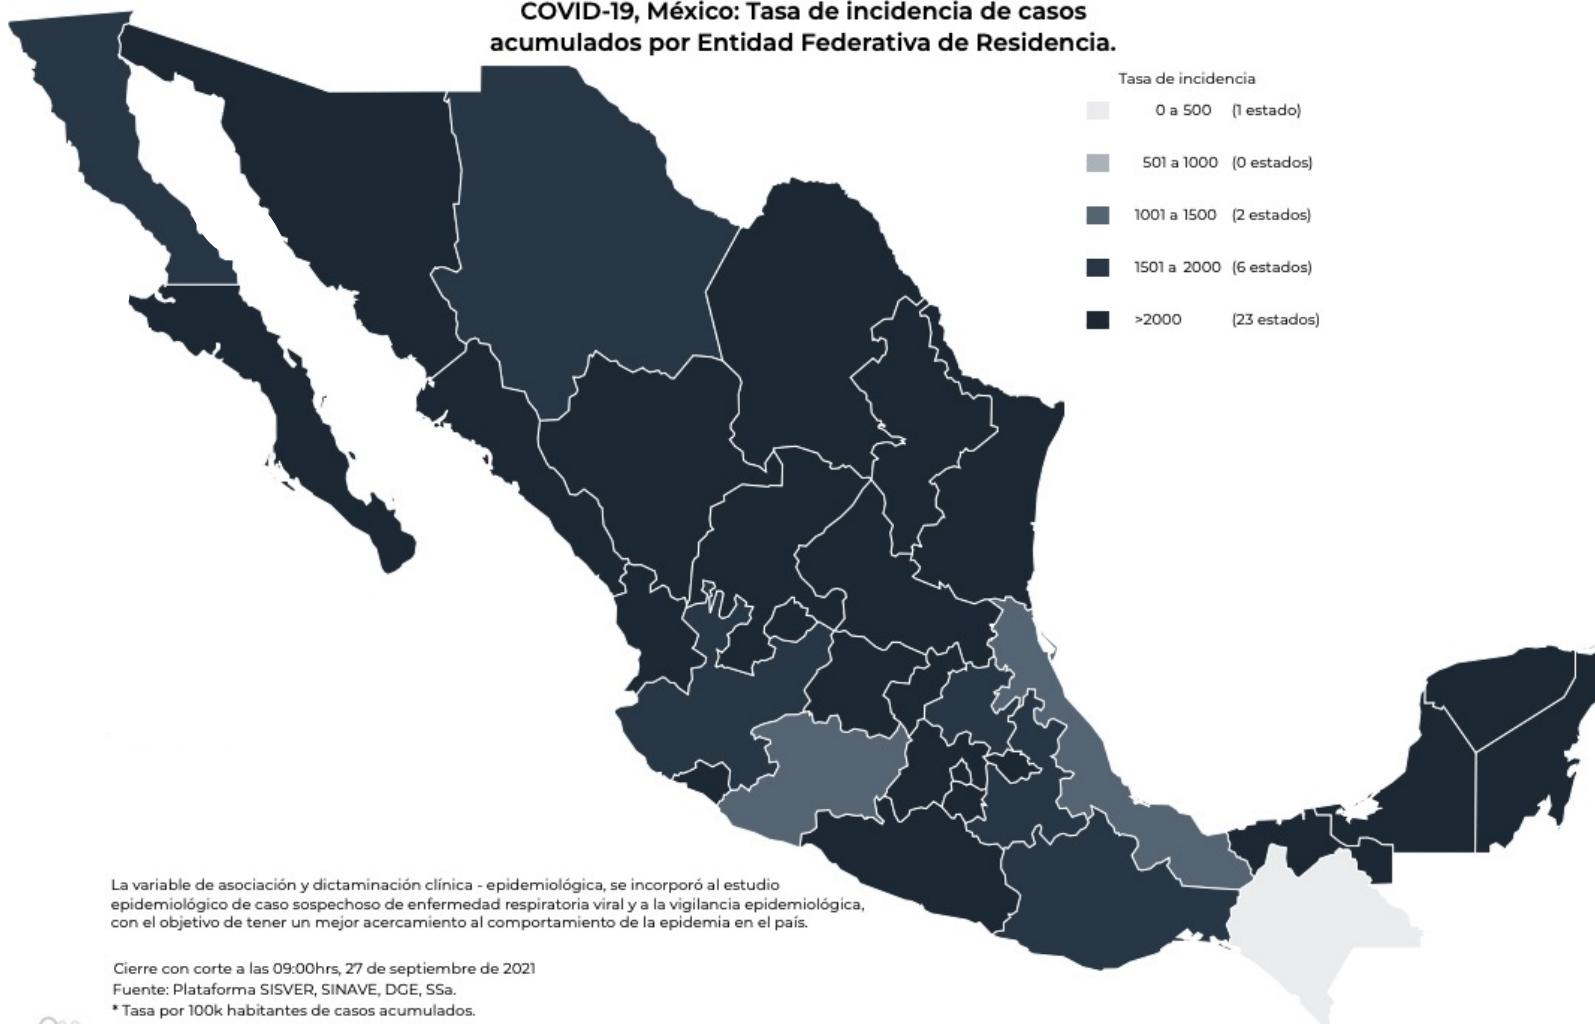 COVID-19, México: Tasa de incidencia de casos
acumulados por Entidad Federativa de Residencia.
Tasa de incidencia
0 a 500 (1 estado)
501 a 1000 (0 estados)
1001 a 1500 (2 estados)
1501 a 2000 (6 estados)
>2000 (23 estados)
La variable de asociación y dictaminación clínica - epidemiológica, se incorporó al estudio
epidemiológico de caso sospechoso de enfermedad respiratoria viral y a la vigilancia epidemiológica,
con el objetivo de tener un mejor acercamiento al comportamiento de la epidemia en el país.
Cierre con corte a las 09:00hrs, 27 de septiembre de 2021
Fuente: Plataforma SISVER, SINAVE, DGE, SSa.
* Tasa por 100k habitantes de casos acumulados.